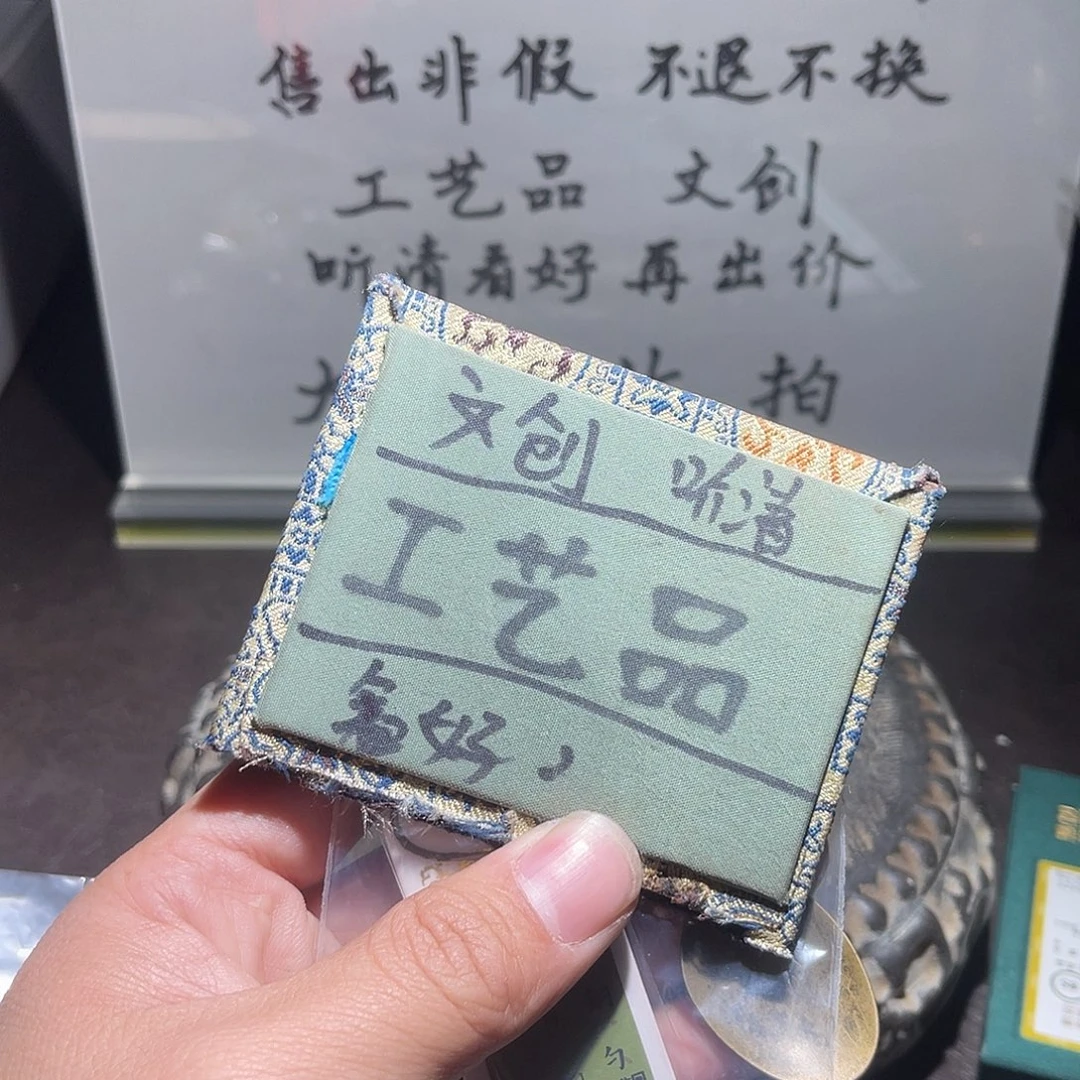 售出非假 不退不换
工艺品 文创
听清看好 再出价
拍
文创 听清
工艺品
看好